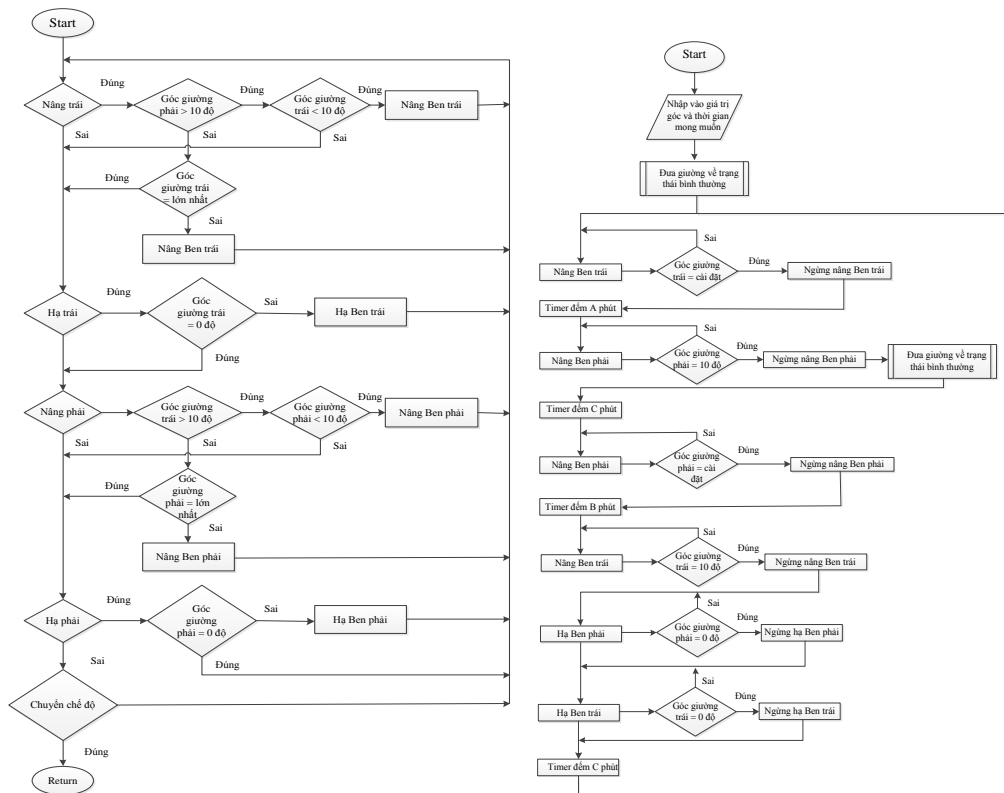 Start
Đúng
Nâng trái
Góc giường
phải > 10 độ
Đúng
Góc giường
trái < 10 độ
Đúng
Nâng Ben trái
Sai
Sai
Sai
Đúng
Góc
giường trái
= lớn nhất
Sai
Nâng Ben trái
Hạ trái
Đúng
Góc
giường trái
= 0 độ
Sai
Hạ Ben trái
Đúng
Nâng phải
Đúng
Góc giường
trái > 10 độ
Đúng
Góc giường
phải < 10 độ
Đúng
Nâng Ben phải
Sai
Sai
Sai
Đúng
Góc
giường
phải = lớn
nhất
Sai
Nâng Ben phải
Hạ phải
Đúng
Góc
giường
phải = 0 độ
Sai
Hạ Ben phải
Sai
Đúng
Chuyển chế độ
Đúng
Return
Start
Nhập vào giá trị
góc và thời gian
mong muốn
Đưa giường về trạng
thái bình thường
Sai
Nâng Ben trái
Góc giường
trái = cài đặt
Đúng
Ngừng nâng Ben trái
Timer đếm A phút
Sai
Nâng Ben phải
Góc giường
phải = 10 độ
Đúng
Ngừng nâng Ben phải
Đưa giường về trạng
thái bình thường
Timer đếm C phút
Sai
Nâng Ben phải
Góc giường
phải = cài
đặt
Đúng
Ngừng nâng Ben phải
Timer đếm B phút
Sai
Nâng Ben trái
Góc giường
trái = 10 độ
Đúng
Ngừng nâng Ben trái
Sai
Hạ Ben phải
Góc giường
phải = 0 độ
Đúng
Ngừng hạ Ben phải
Sai
Hạ Ben trái
Góc giường
trái = 0 độ
Đúng
Ngừng hạ Ben trái
Timer đếm C phút